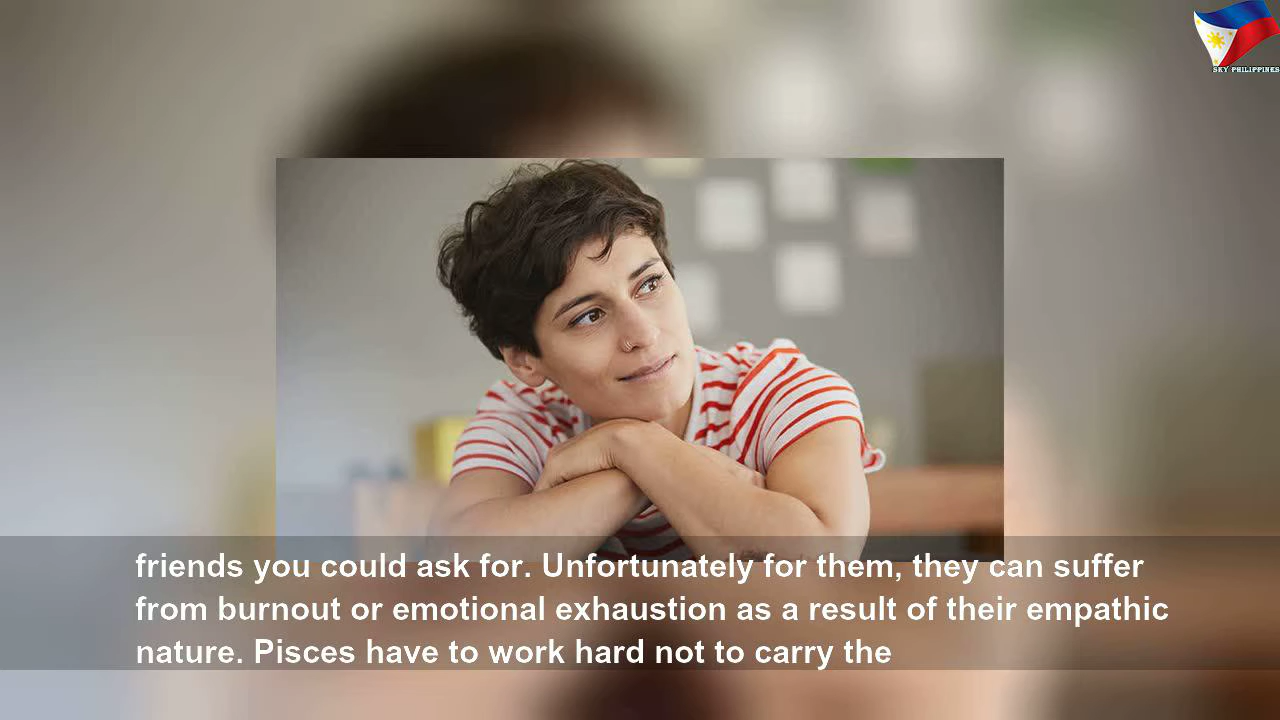 SKY PHILIPPINES
friends you could ask for. Unfortunately for them, they can suffer
from burnout or emotional exhaustion as a result of their empathic
nature. Pisces have to work hard not to carry the